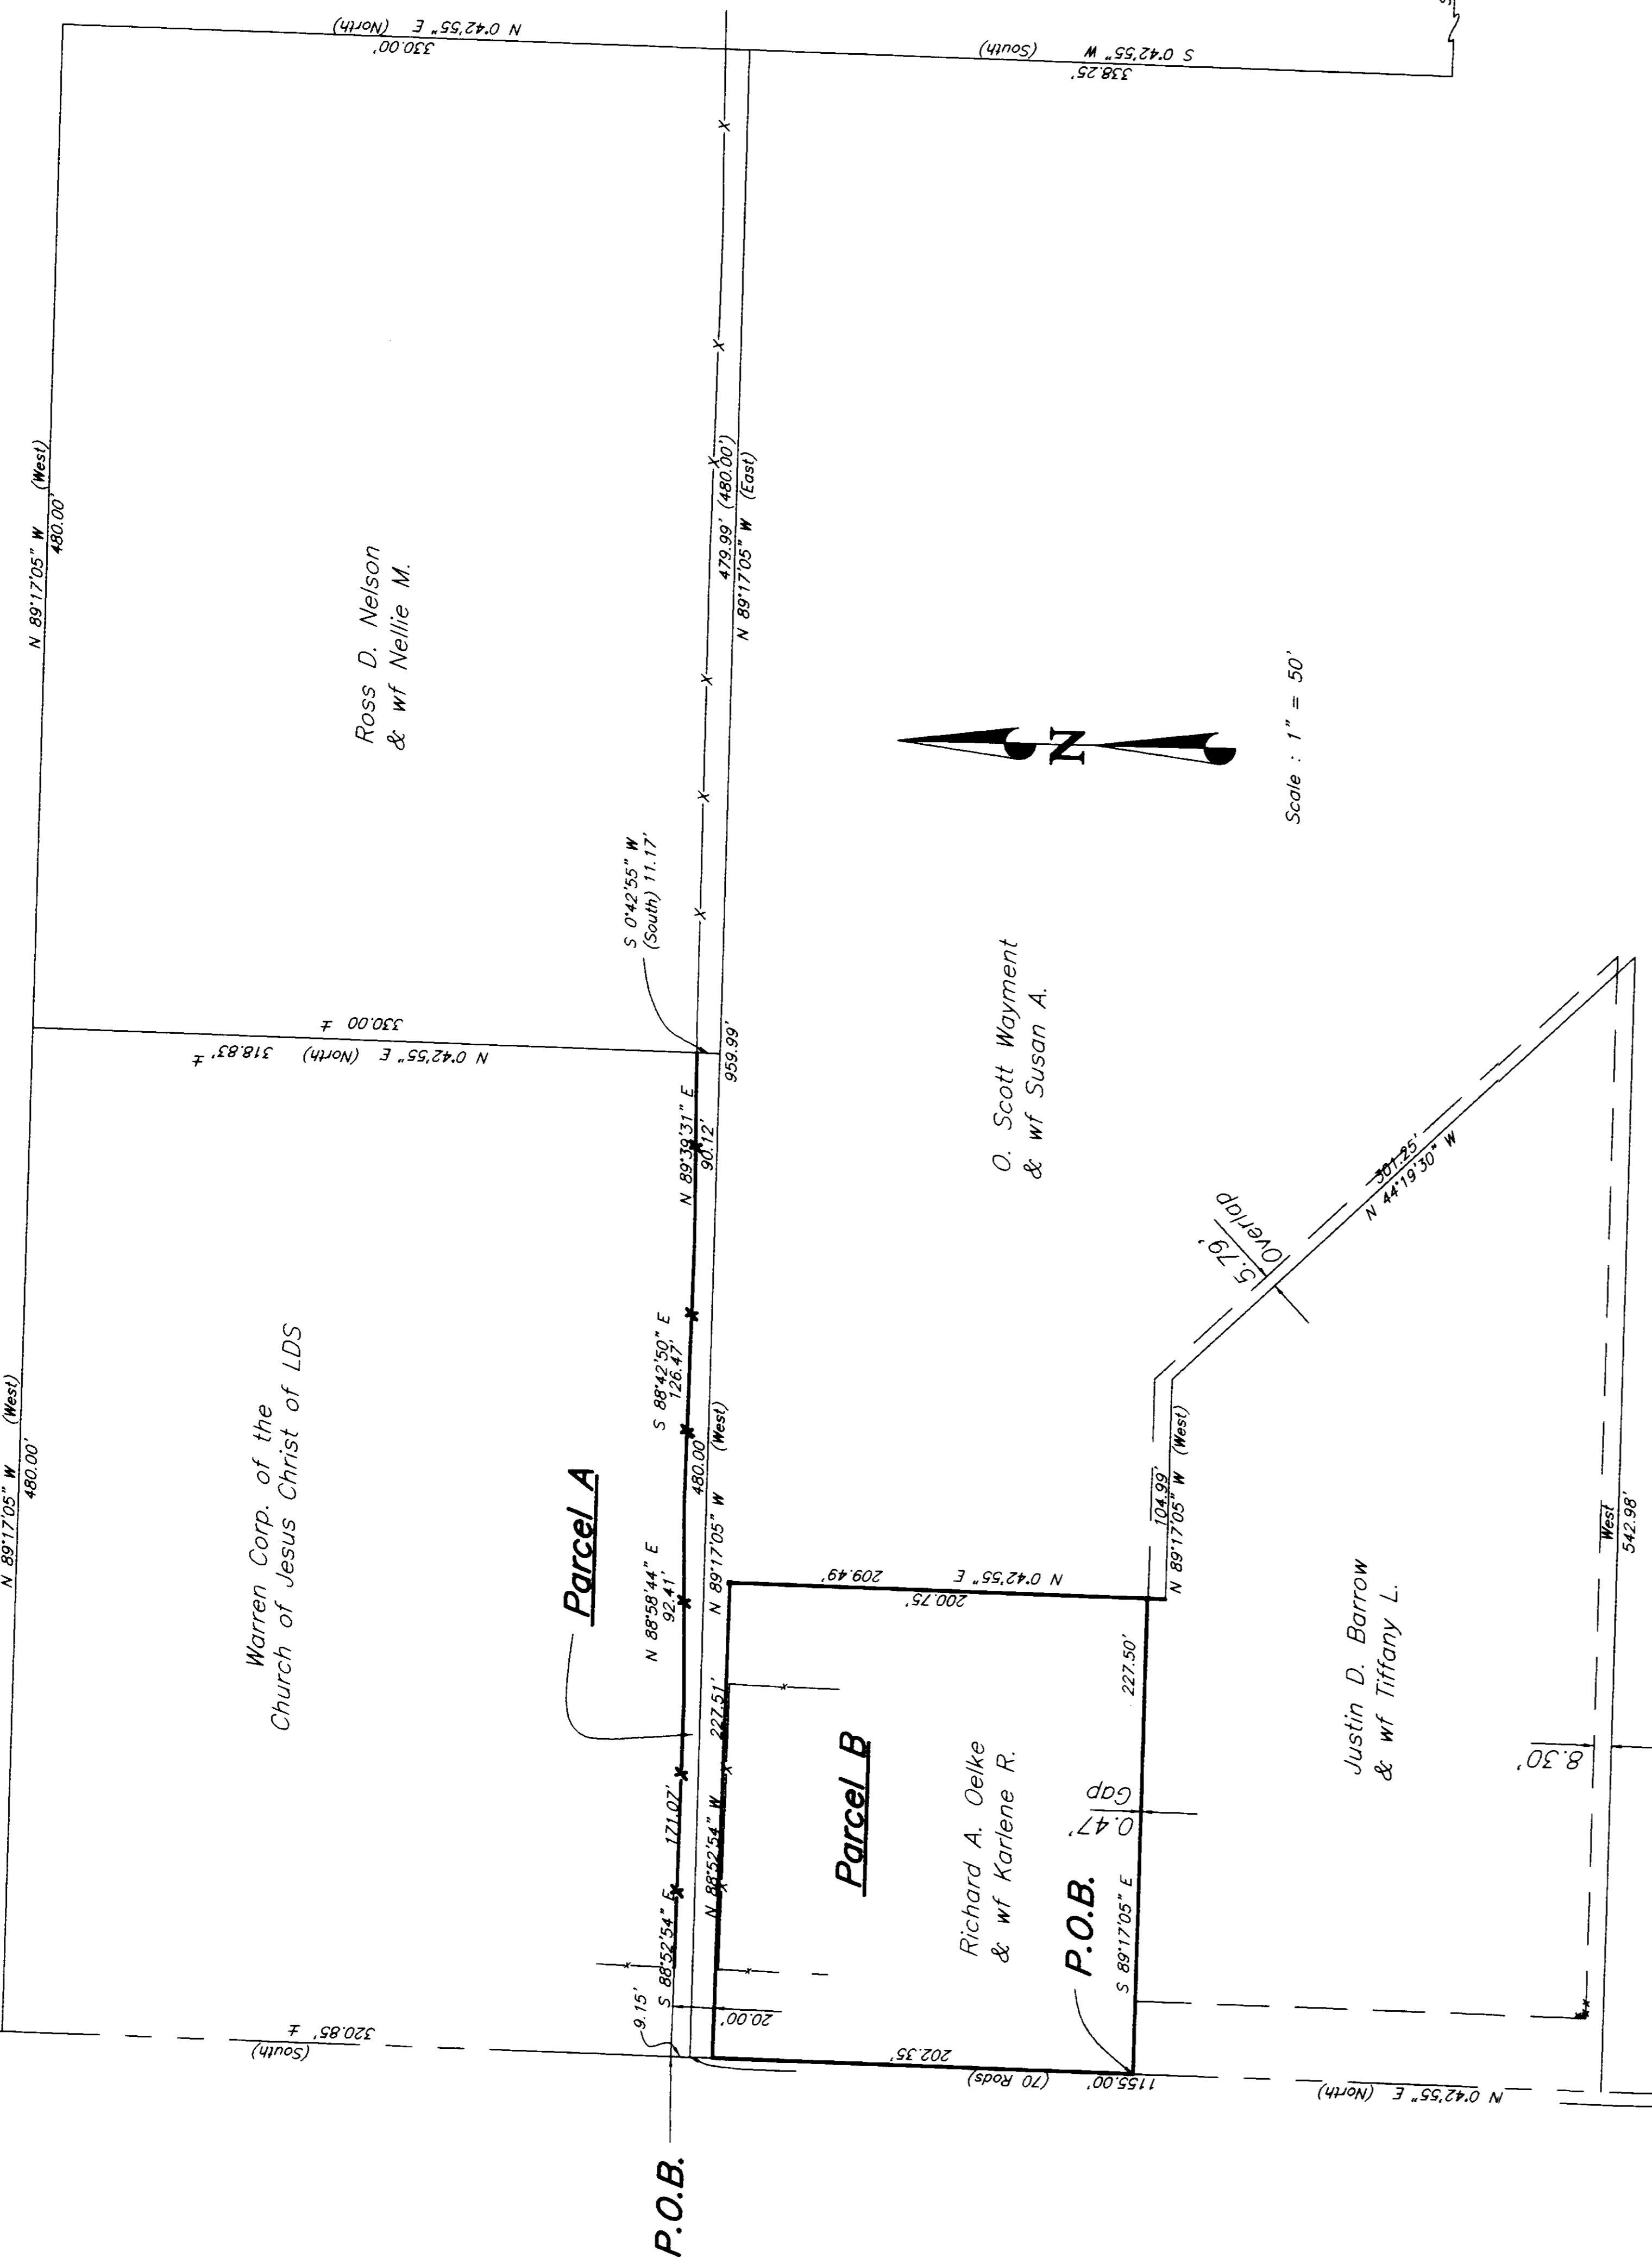 N 0°42'55" E (North)
330.00'
S 0°42'55" W (South)
338.25'
N 89°17'05" W (West)
480.00'
Ross D. Nelson
& wf Nellie M.
479.99' (480.00')
N 89°17'05" W (East)
Scale : 1" = 50'
N
S 0°42'55" W
(South) 11.17'
330.00 ±
N 0°42'55" E (North) 318.83' ±
959.99'
N 89°39'31" E
90.12'
O. Scott Wayment
& wf Susan A.
301.25'
N 44°19'30" W
5.79'
Overlap
N 89°17'05" W (West)
480.00'
Warren Corp. of the
Church of Jesus Christ of LDS
S 88°42'50" E
126.47'
480.00'
N 89°17'05" W (West)
Parcel A
N 88°58'44" E
92.41'
104.99'
N 89°17'05" W (West)
West
542.98'
209.49'
N 0°42'55" E
200.75'
227.50'
Justin D. Barrow
& wf Tiffany L.
8.30'
S 88°52'54" E 171.07'
N 88°52'54" W 227.51'
Parcel B
Richard A. Oelke
& wf Karlene R.
0.47'
Gap
P.O.B.
S 89°17'05" E
9.15'
20.00'
320.85' ±
(South)
202.35'
1155.00'
(70 Rods)
N 0°42'55" E (North)
P.O.B.